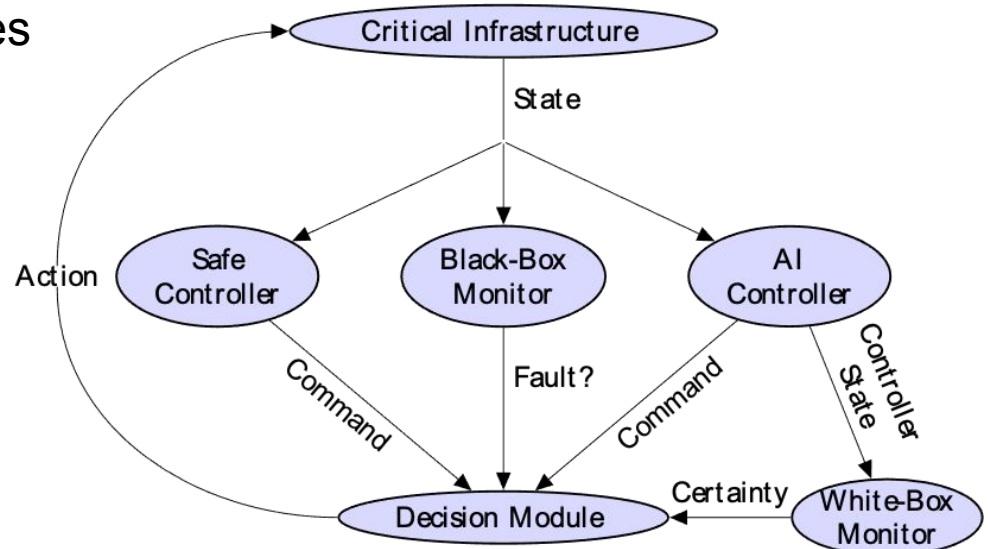 es
Critical Infrastructure
State
Safe
Controller
Black-Box
Monitor
AI
Controller
Action
Command
Fault?
Command
Controller
State
Certainty
Decision Module
White-Box
Monitor